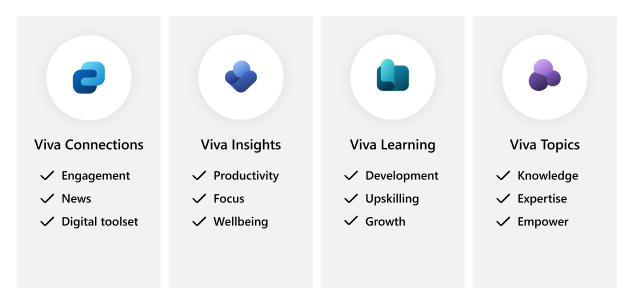 Viva Connections
Engagement
News
Digital toolset
Viva Insights
Productivity
Focus
Wellbeing
Viva Learning
Development
Upskilling
Growth
Viva Topics
Knowledge
Expertise
Empower